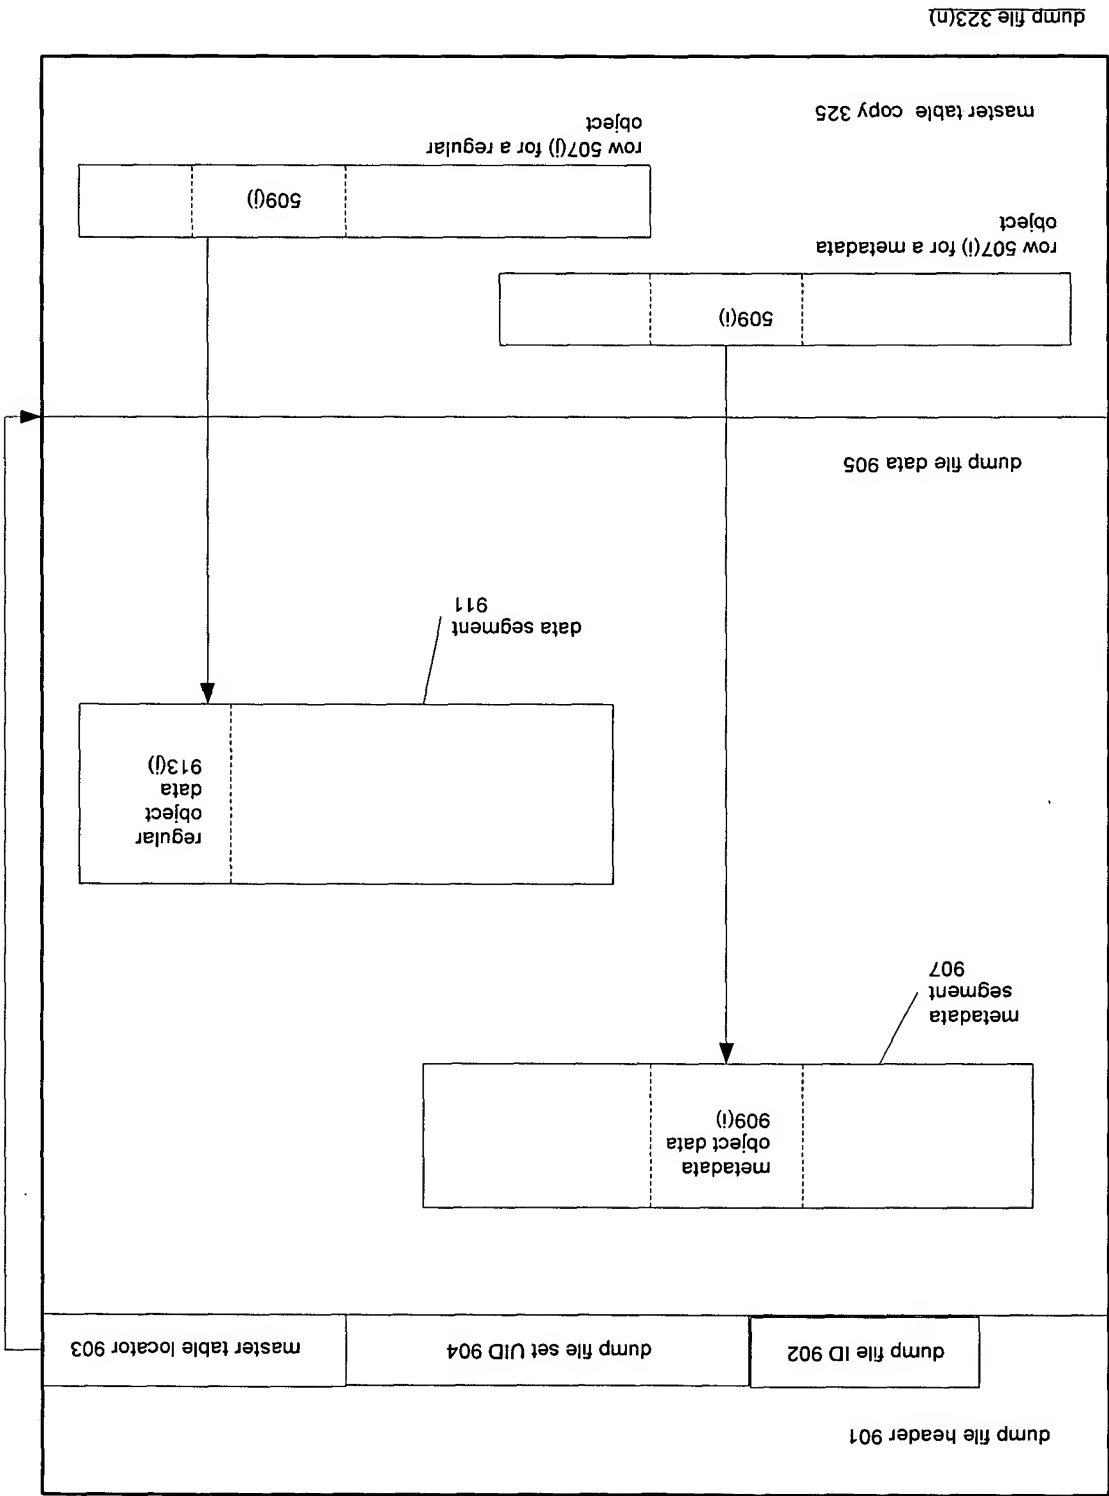 dump file header 901
dump file ID 902
dump file set UID 904
master table locator 903
metadata
object data
909(i)
metadata
segment
907
regular
object
data
913(j)
data segment
911
dump file data 905
509(i)
row 507(i) for a metadata
object
509(j)
row 507(j) for a regular
object
master table copy 325
dump file 323(n)